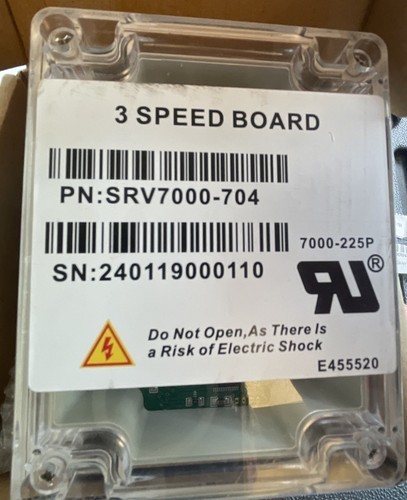 3 SPEED BOARD
PN:SRV7000-704
7000-225P
SN:240119000110
RU®
Do Not Open,As There Is
a Risk of Electric Shock
E455520